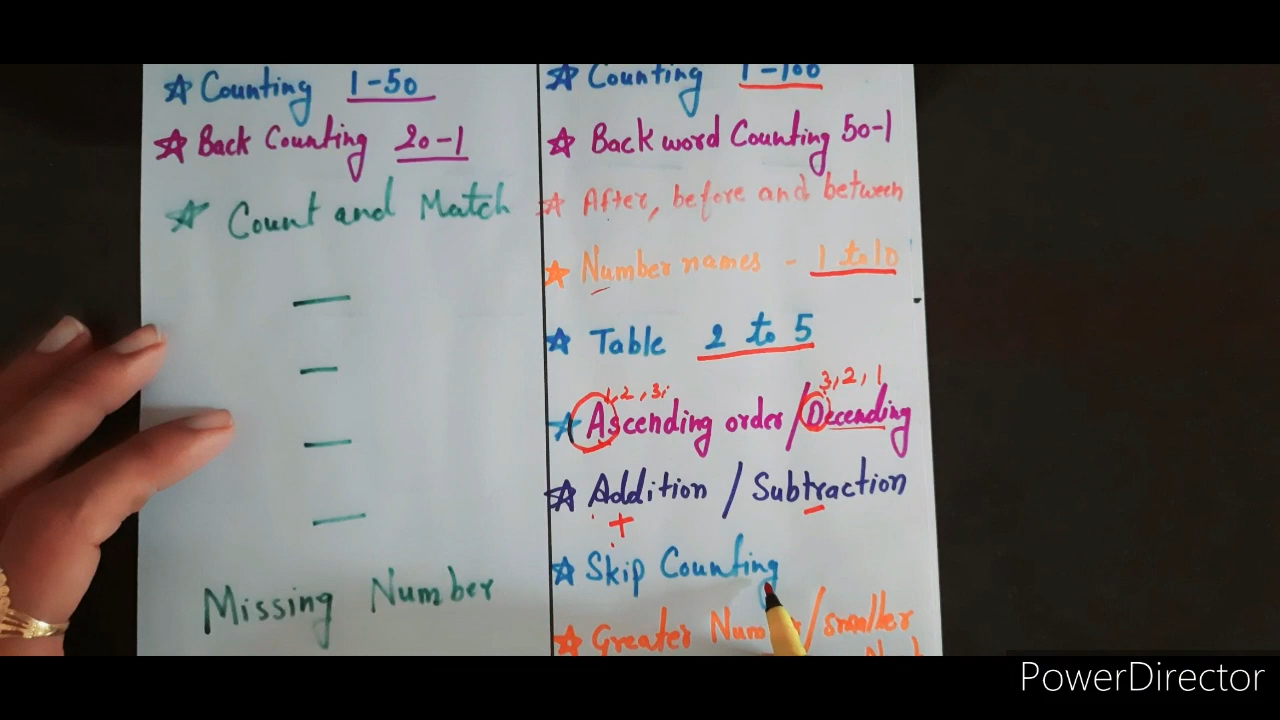 ☆ Counting 1-50
☆ Back Counting 20-1
☆ Count and Match
Missing Number
☆ Counting 1-100
☆ Back word Counting 50-1
☆ After, before and between
☆ Number names - 1 to 10
☆ Table 2 to 5
1, 2, 3, 3, 2, 1
☆ Ascending order / Decending
☆ Addition / Subtraction
+ -
☆ Skip Counting
☆ Greater Number / smaller
PowerDirector